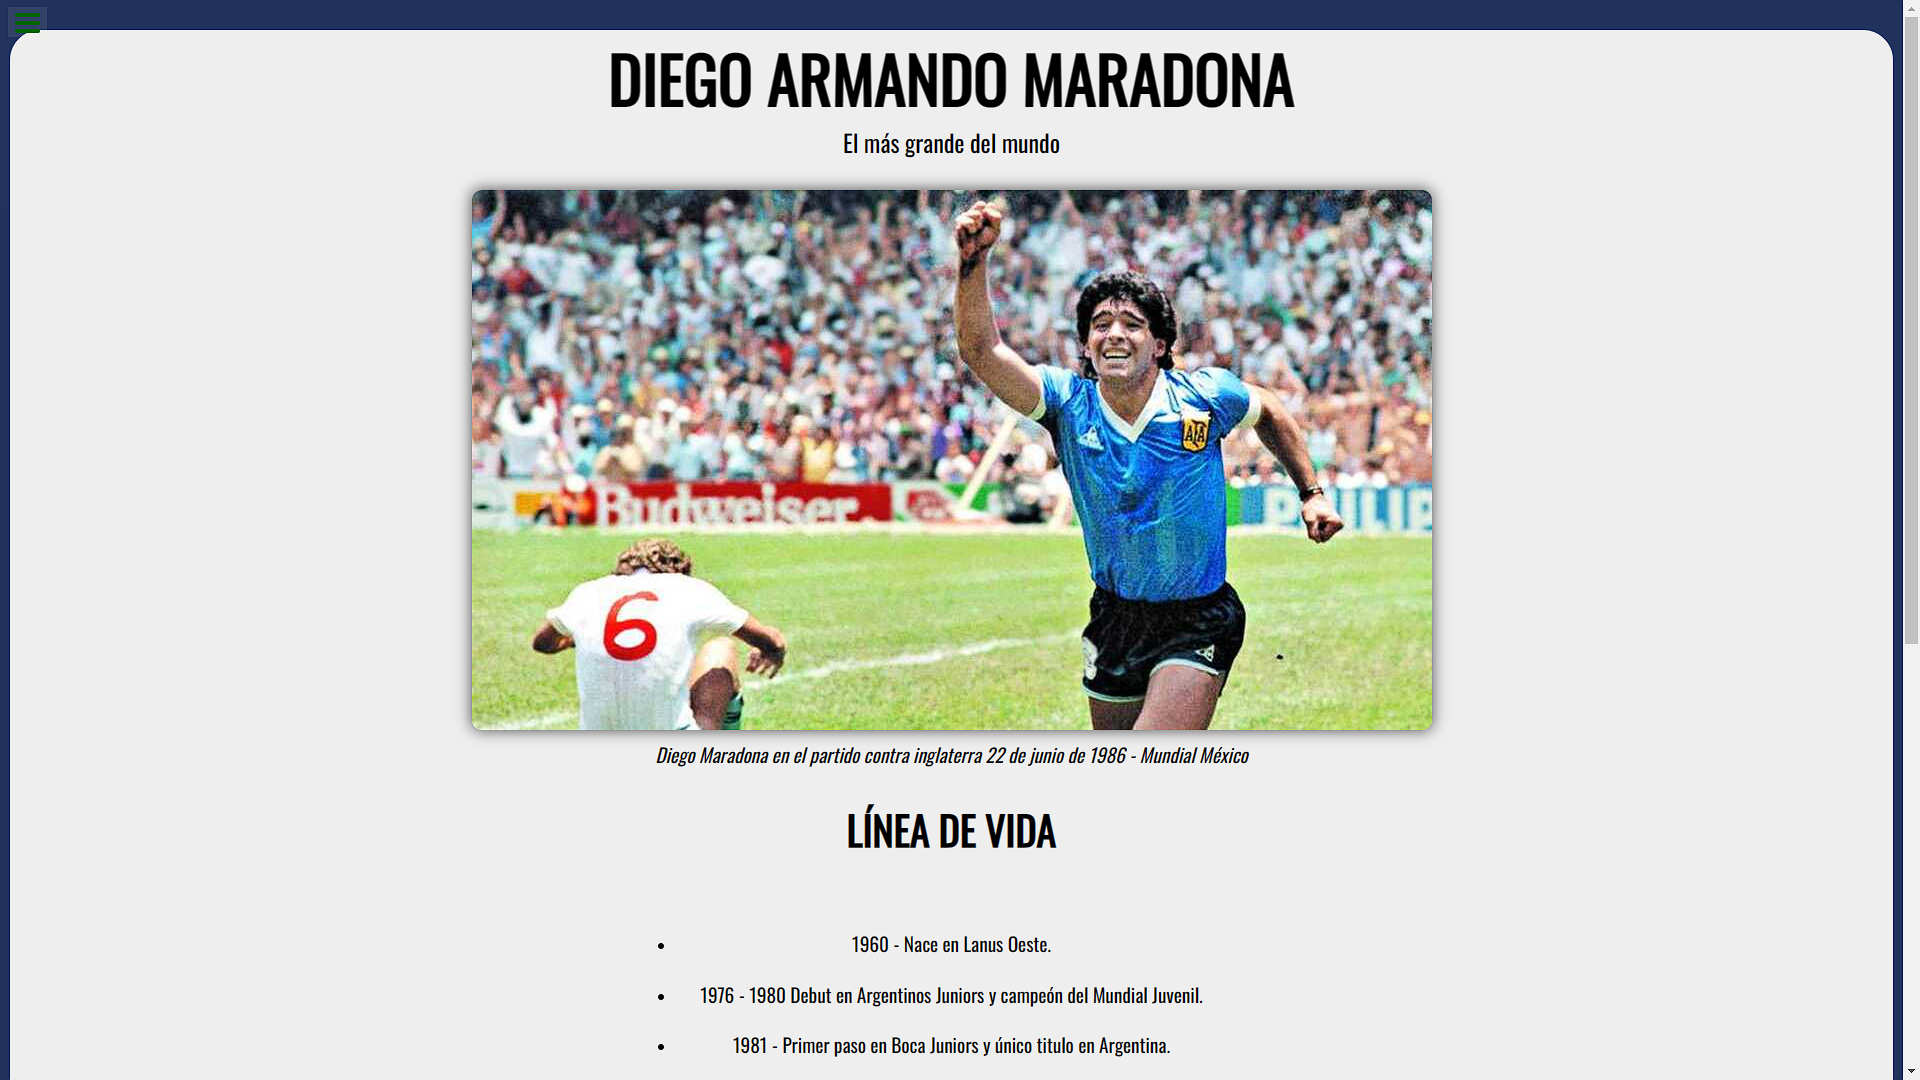 DIEGO ARMANDO MARADONA
El más grande del mundo
Budweiser
PHILIP
AFA
6
Diego Maradona en el partido contra inglaterra 22 de junio de 1986 - Mundial México
LÍNEA DE VIDA
1960 - Nace en Lanus Oeste.
1976 - 1980 Debut en Argentinos Juniors y campeón del Mundial Juvenil.
1981 - Primer paso en Boca Juniors y único titulo en Argentina.